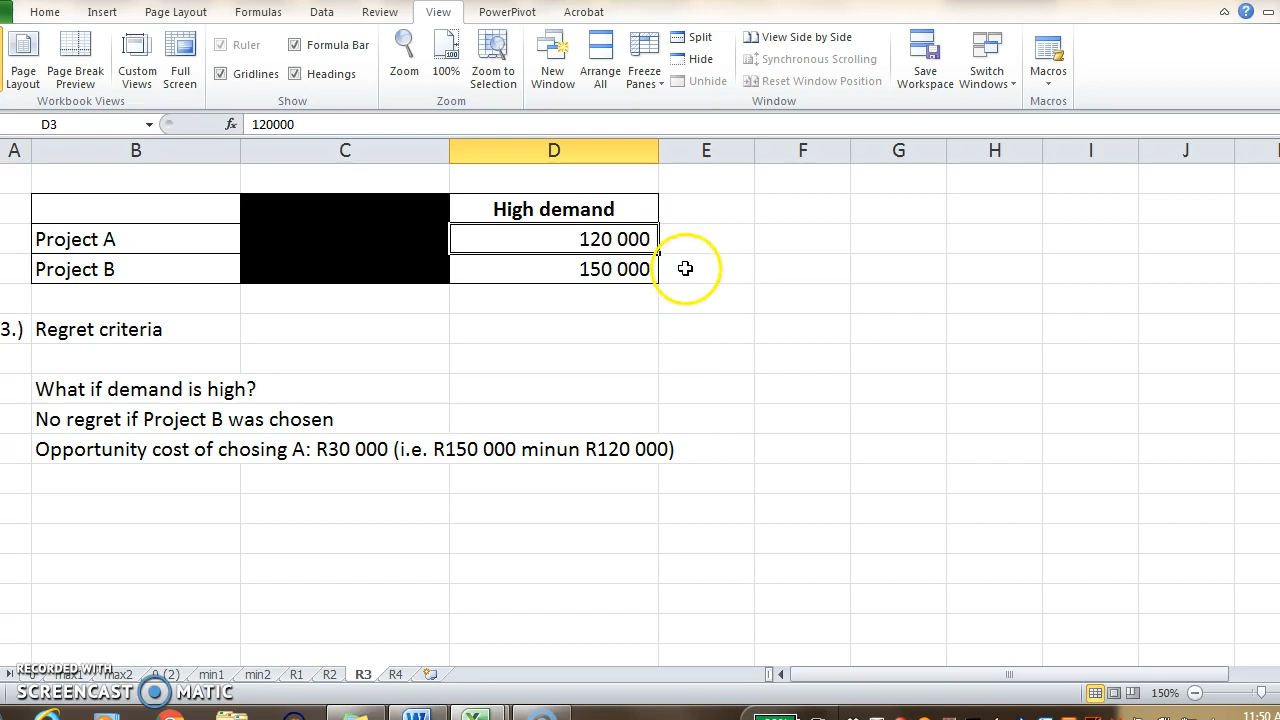 Home Insert Page Layout Formulas Data Review View PowerPivot Acrobat
Page Layout
Page Break Preview
Custom Views
Full Screen
Workbook Views
Ruler
Formula Bar
Gridlines
Headings
Show
Zoom
100%
Zoom to Selection
Zoom
New Window
Arrange All
Freeze Panes
Split
Hide
Unhide
View Side by Side
Synchronous Scrolling
Reset Window Position
Window
Save Workspace
Switch Windows
Macros
Macros
D3 fx 120000
A B C D E F G H I J
High demand
Project A 120 000
Project B 150 000
3.) Regret criteria
What if demand is high?
No regret if Project B was chosen
Opportunity cost of chosing A: R30 000 (i.e. R150 000 minun R120 000)
max1 max2 0 (2) min1 min2 R1 R2 R3 R4
RECORDED WITH
SCREENCAST MATIC
150%